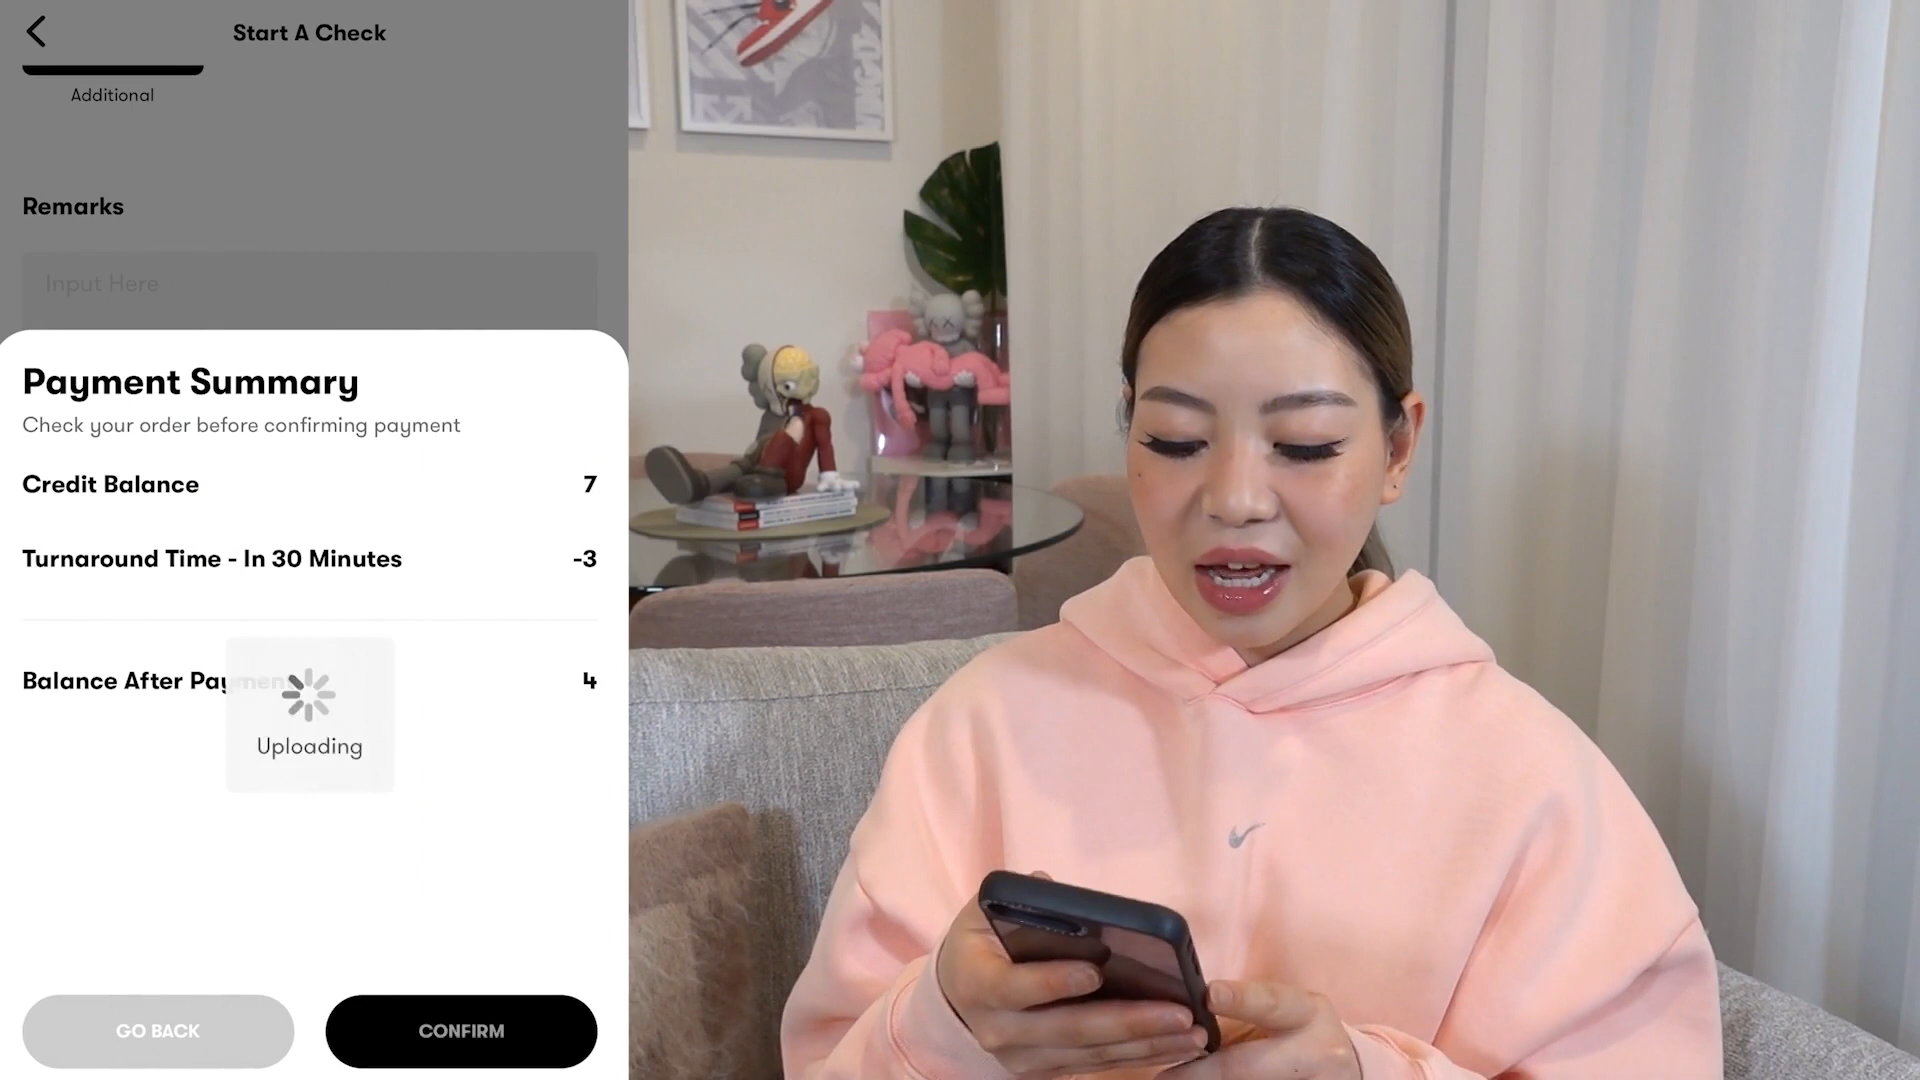 Start A Check
Additional
Remarks
Input Here
Payment Summary
Check your order before confirming payment
Credit Balance 7
Turnaround Time - In 30 Minutes -3
Balance After Payment 4
Uploading
GO BACK CONFIRM